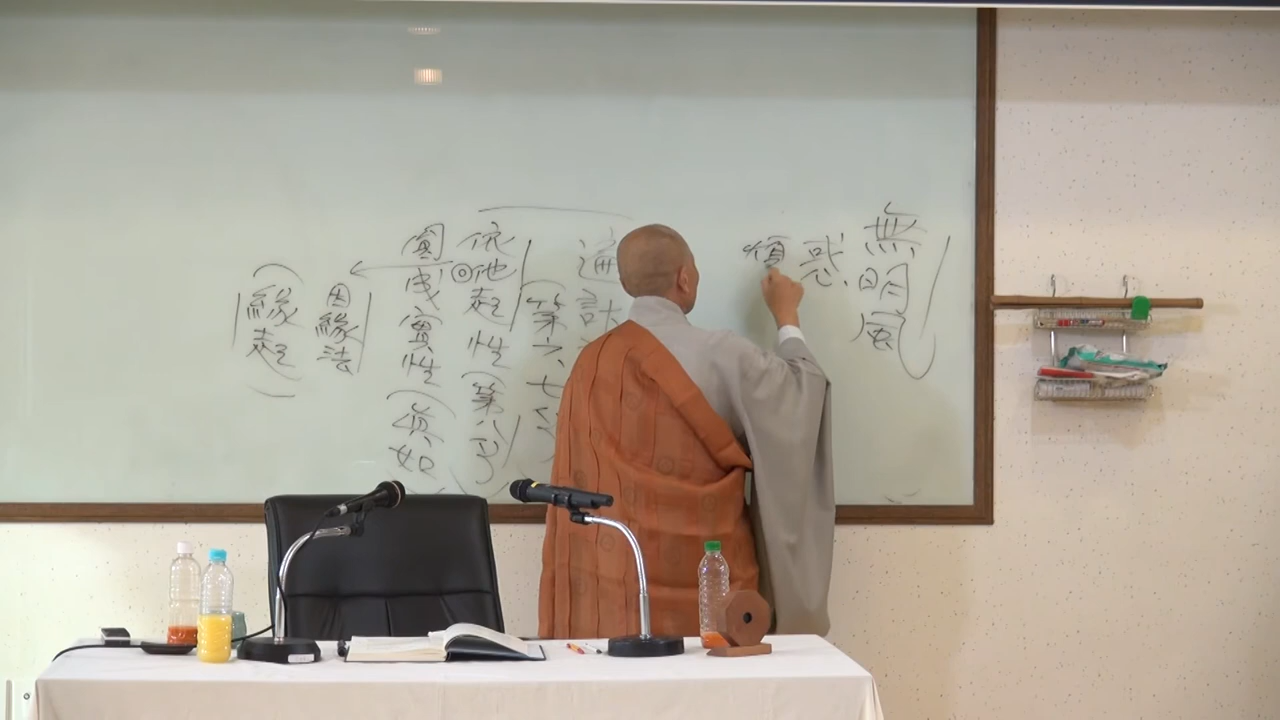 無明風
惑
煩
遍計
(第六七
依他起性(第八
圓成實性(眞如
因緣法
(緣起)